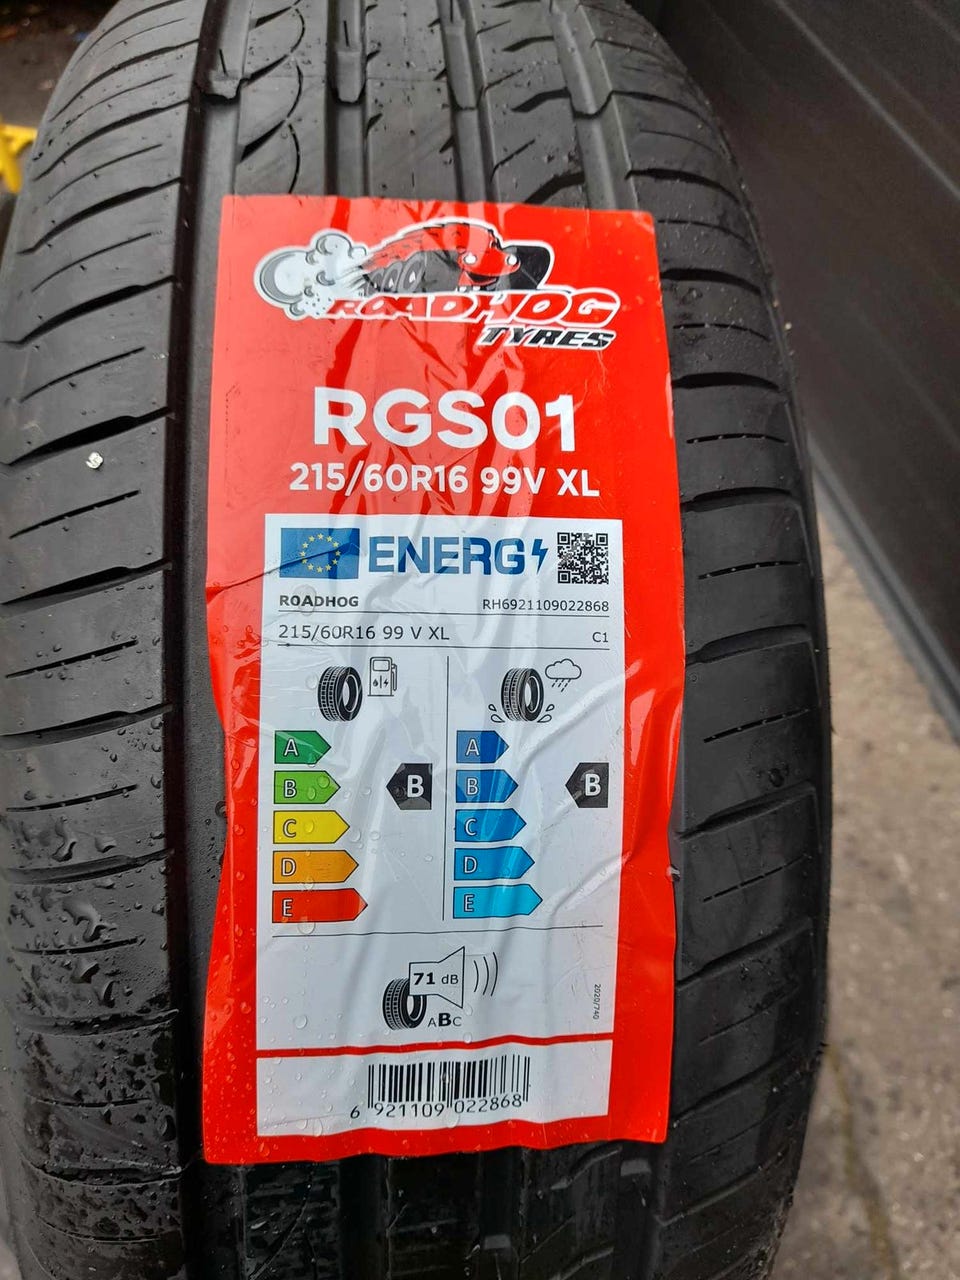 ROADHOG
TYRES
RGS01
215/60R16 99V XL
ENERG
ROADHOG
RH6921109022868
215/60R16 99 V XL
C1
A
B
C
D
E
B
A
B
C
D
E
B
71 dB
ABC
2020/740
6 921109 022868